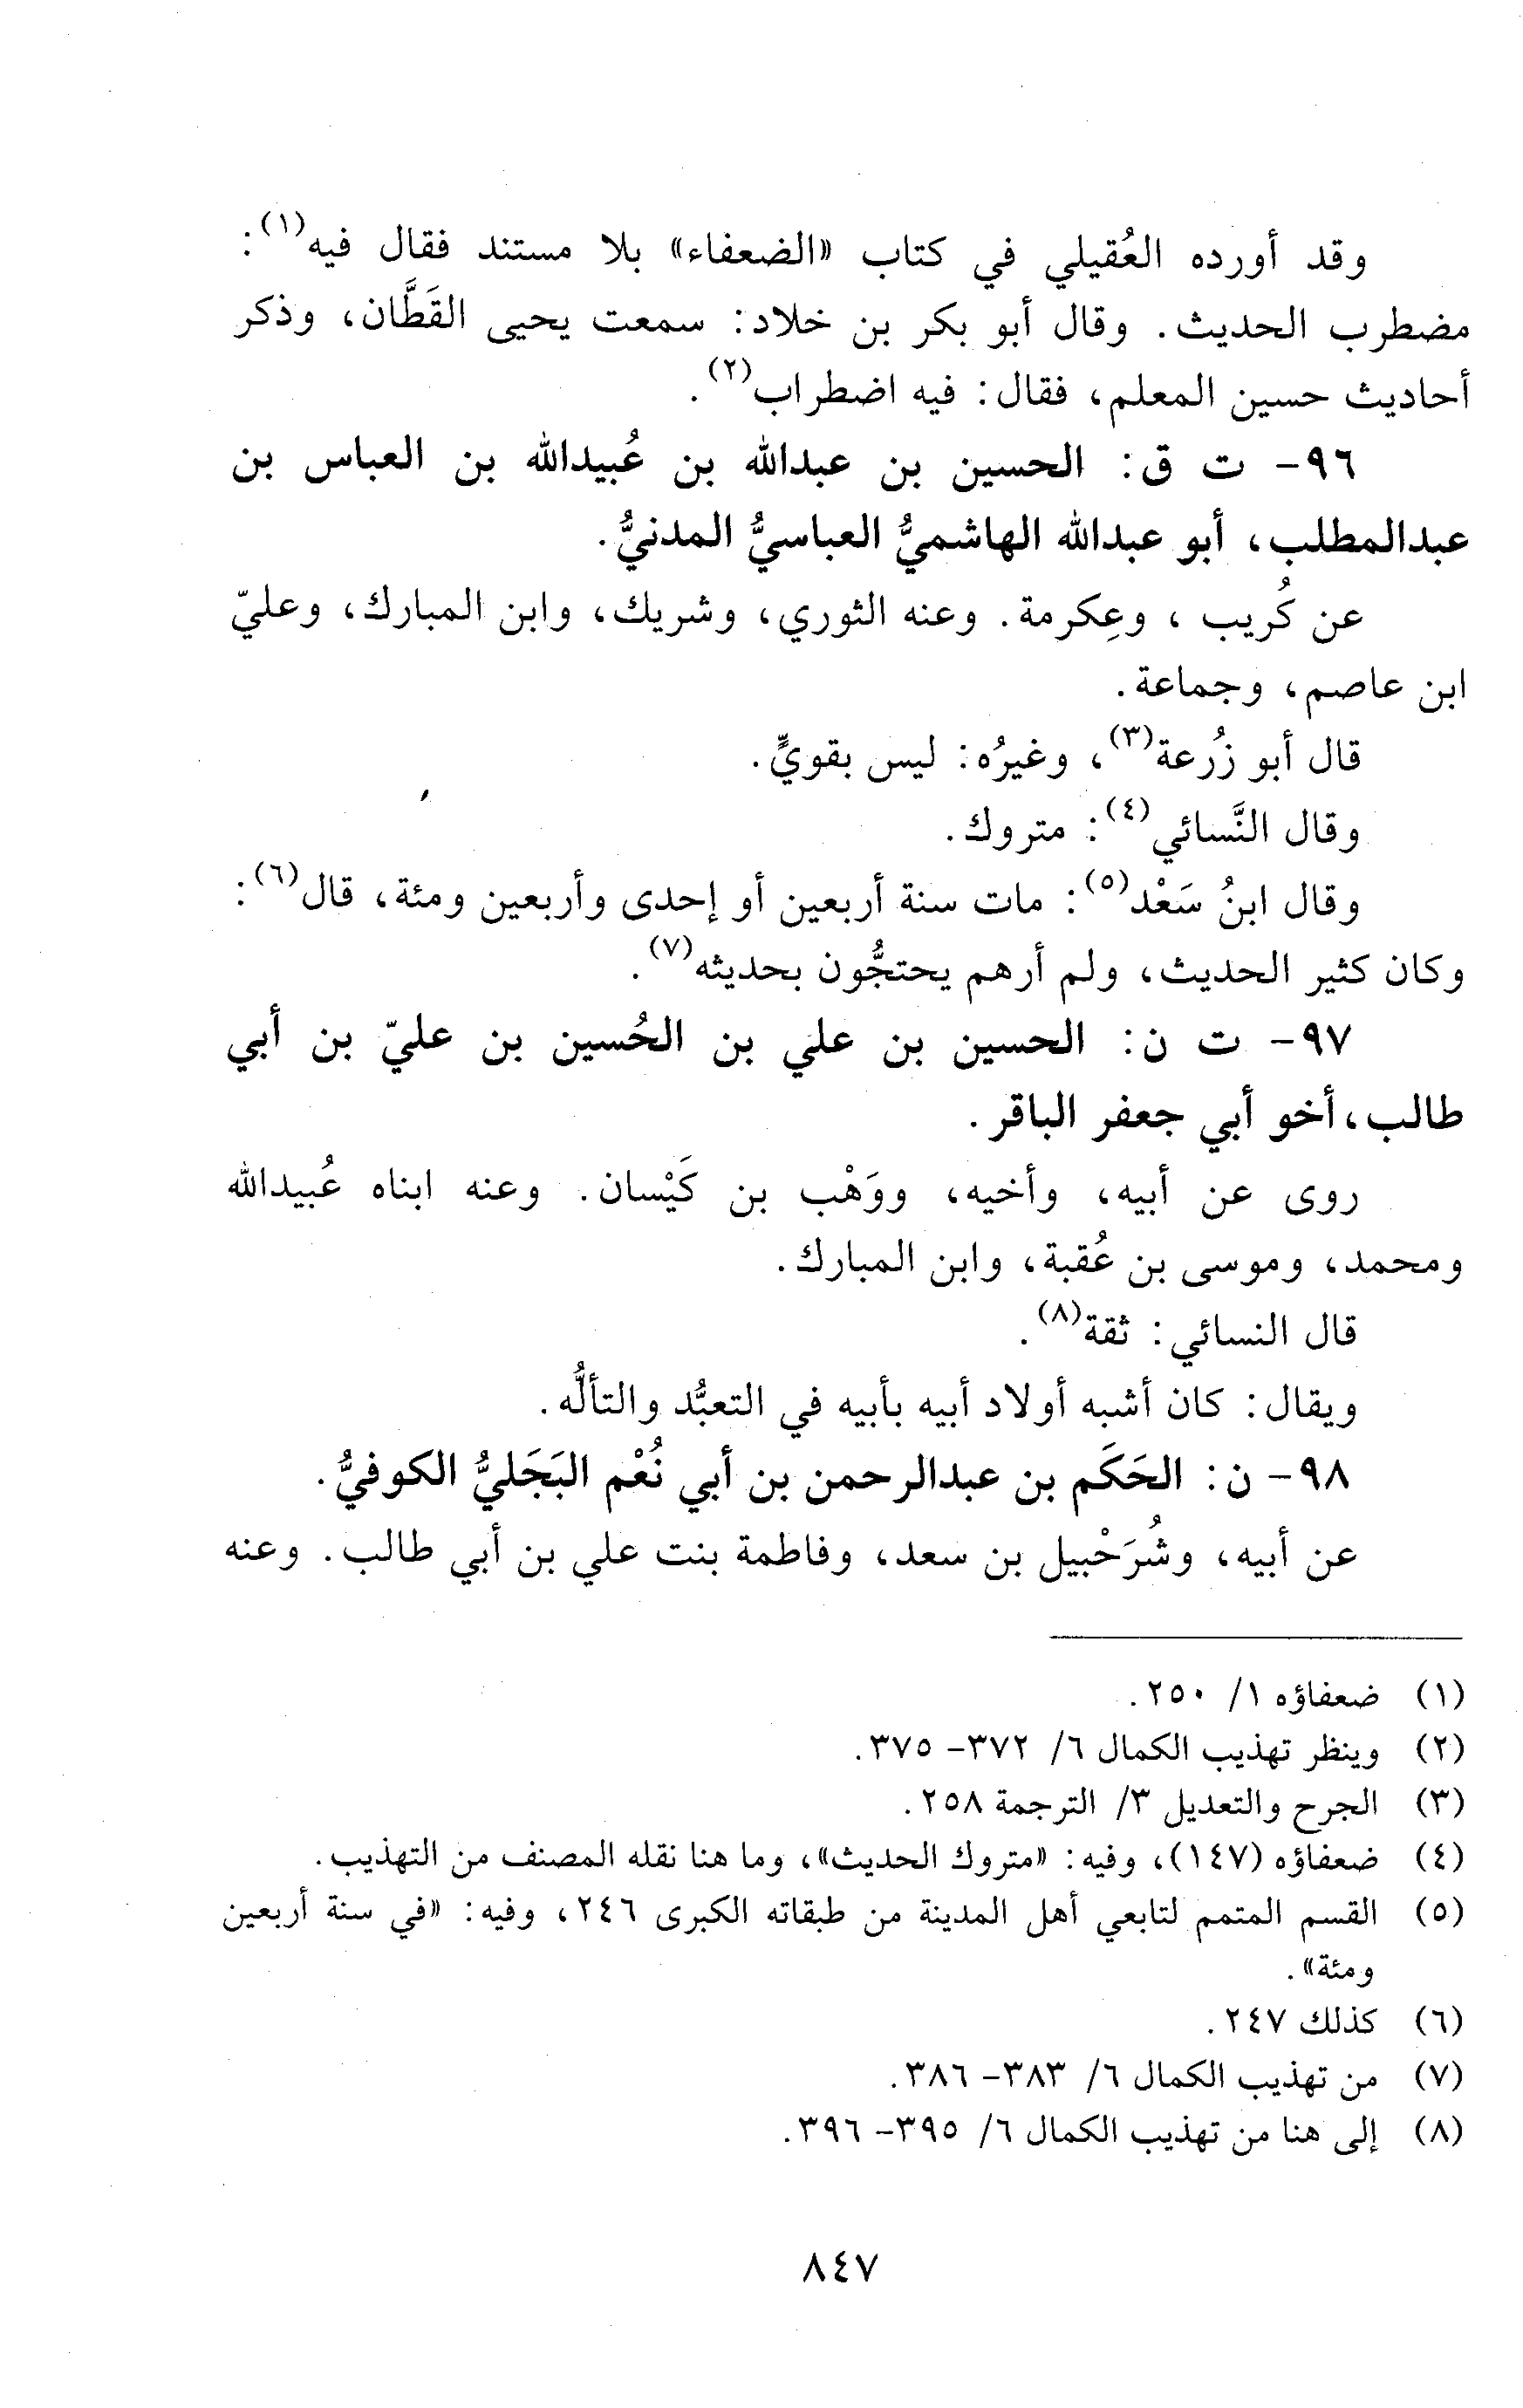 وقد أورده العُقيلي في كتاب «الضعفاء» بلا مستند فقال فيه(١):
مضطرب الحديث. وقال أبو بكر بن خلاد: سمعت يحيى القَطَّان، وذكر
أحاديث حسين المعلم، فقال: فيه اضطراب(٢).
٩٦- ت ق: الحسين بن عبدالله بن عُبيدالله بن العباس بن
عبدالمطلب، أبو عبدالله الهاشميُّ العباسيُّ المدنيُّ.
عن كُريب ، وعِكرمة. وعنه الثوري، وشريك، وابن المبارك، وعليّ
ابن عاصم، وجماعة.
قال أبو زُرعة(٣)، وغيرُه: ليس بقويٍّ.
وقال النَّسائي(٤): متروك.
وقال ابنُ سَعْد(٥): مات سنة أربعين أو إحدى وأربعين ومئة، قال(٦):
وكان كثير الحديث، ولم أرهم يحتجُّون بحديثه(٧).
٩٧- ت ن: الحسين بن علي بن الحُسين بن عليّ بن أبي
طالب، أخو أبي جعفر الباقر.
روى عن أبيه، وأخيه، ووَهْب بن كَيْسان. وعنه ابناه عُبيدالله
ومحمد، وموسى بن عُقبة، وابن المبارك.
قال النسائي: ثقة(٨).
ويقال: كان أشبه أولاد أبيه بأبيه في التعبُّد والتألُّه.
٩٨- ن: الحَكَم بن عبدالرحمن بن أبي نُعْم البَجَليُّ الكوفيُّ.
عن أبيه، وشُرَحْبيل بن سعد، وفاطمة بنت علي بن أبي طالب. وعنه
(١) ضعفاؤه ١/ ٢٥٠.
(٢) وينظر تهذيب الكمال ٦/ ٣٧٢- ٣٧٥.
(٣) الجرح والتعديل ٣/ الترجمة ٢٥٨.
(٤) ضعفاؤه (١٤٧)، وفيه: «متروك الحديث»، وما هنا نقله المصنف من التهذيب.
(٥) القسم المتمم لتابعي أهل المدينة من طبقاته الكبرى ٢٤٦، وفيه: «في سنة أربعين
ومئة».
(٦) كذلك ٢٤٧.
(٧) من تهذيب الكمال ٦/ ٣٨٣- ٣٨٦.
(٨) إلى هنا من تهذيب الكمال ٦/ ٣٩٥- ٣٩٦.
٨٤٧